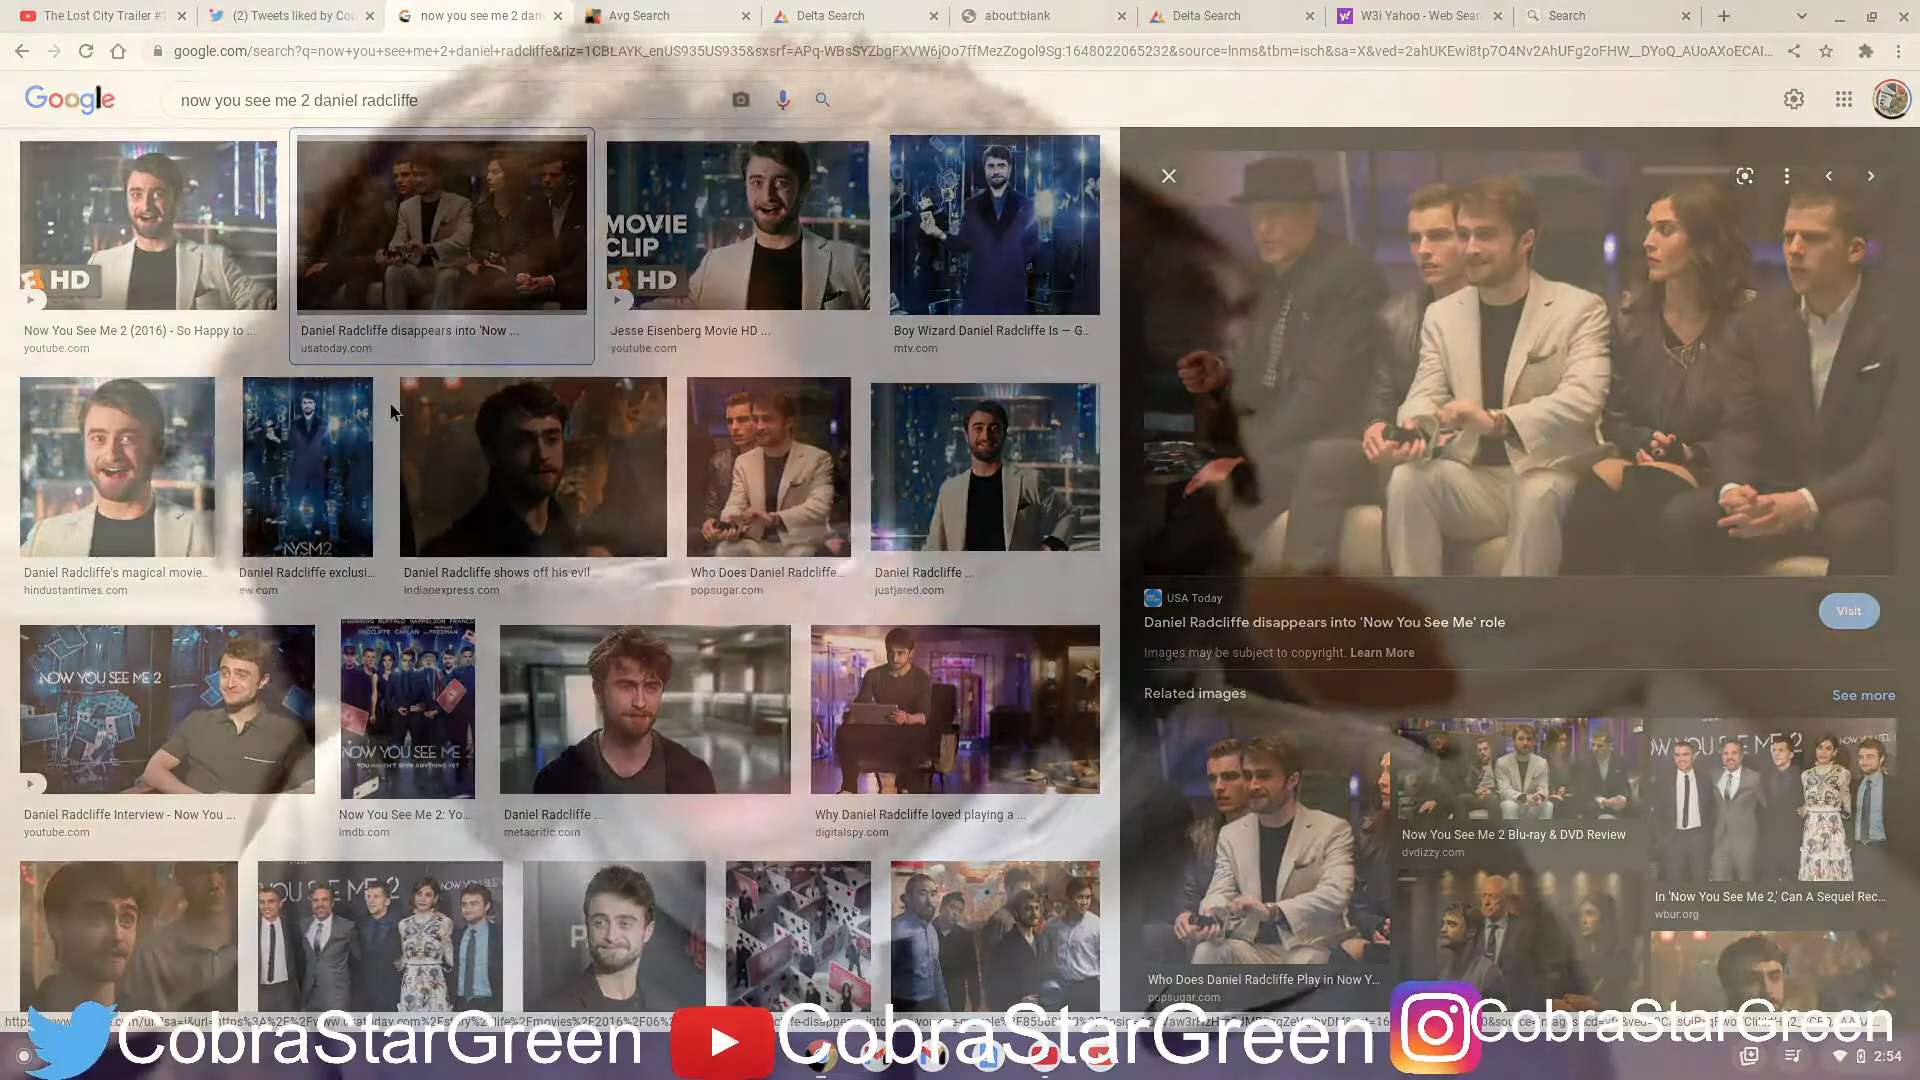 The Lost City Trailer #1
(2) Tweets liked by Co
now you see me 2 dan
Avg Search
Delta Search
about:blank
Delta Search
W3i Yahoo - Web Sear
Search
Google
now you see me 2 daniel radcliffe
HD
MOVIE
CLIP
HD
Now You See Me 2 (2016) - So Happy to ...
youtube.com
Daniel Radcliffe disappears into 'Now ...
usatoday.com
Jesse Eisenberg Movie HD ...
youtube.com
Boy Wizard Daniel Radcliffe Is — G...
mtv.com
NYSM2
Daniel Radcliffe's magical movie..
hindustantimes.com
Daniel Radcliffe exclusi...
ew.com
Daniel Radcliffe shows off his evil
indianexpress.com
Who Does Daniel Radcliffe...
popsugar.com
Daniel Radcliffe ...
justjared.com
USA Today
Visit
Daniel Radcliffe disappears into 'Now You See Me' role
Images may be subject to copyright. Learn More
Related images
See more
NOW YOU SEE ME 2
RUFFALO HARRELSON FRANCO
RADCLIFFE CAPLAN FREEMAN
NOW YOU SEE ME 2
YOU HAVEN'T SEEN ANYTHING YET
Daniel Radcliffe Interview - Now You ...
youtube.com
Now You See Me 2: Yo...
imdb.com
Daniel Radcliffe ...
metacritic.com
Why Daniel Radcliffe loved playing a ...
digitalspy.com
Now You See Me 2 Blu-ray & DVD Review
dvdizzy.com
In 'Now You See Me 2,' Can A Sequel Rec...
wbur.org
Who Does Daniel Radcliffe Play in Now Y...
popsugar.com
CobraStarGreen
CobraStarGreen
CobraStarGreen
2:54